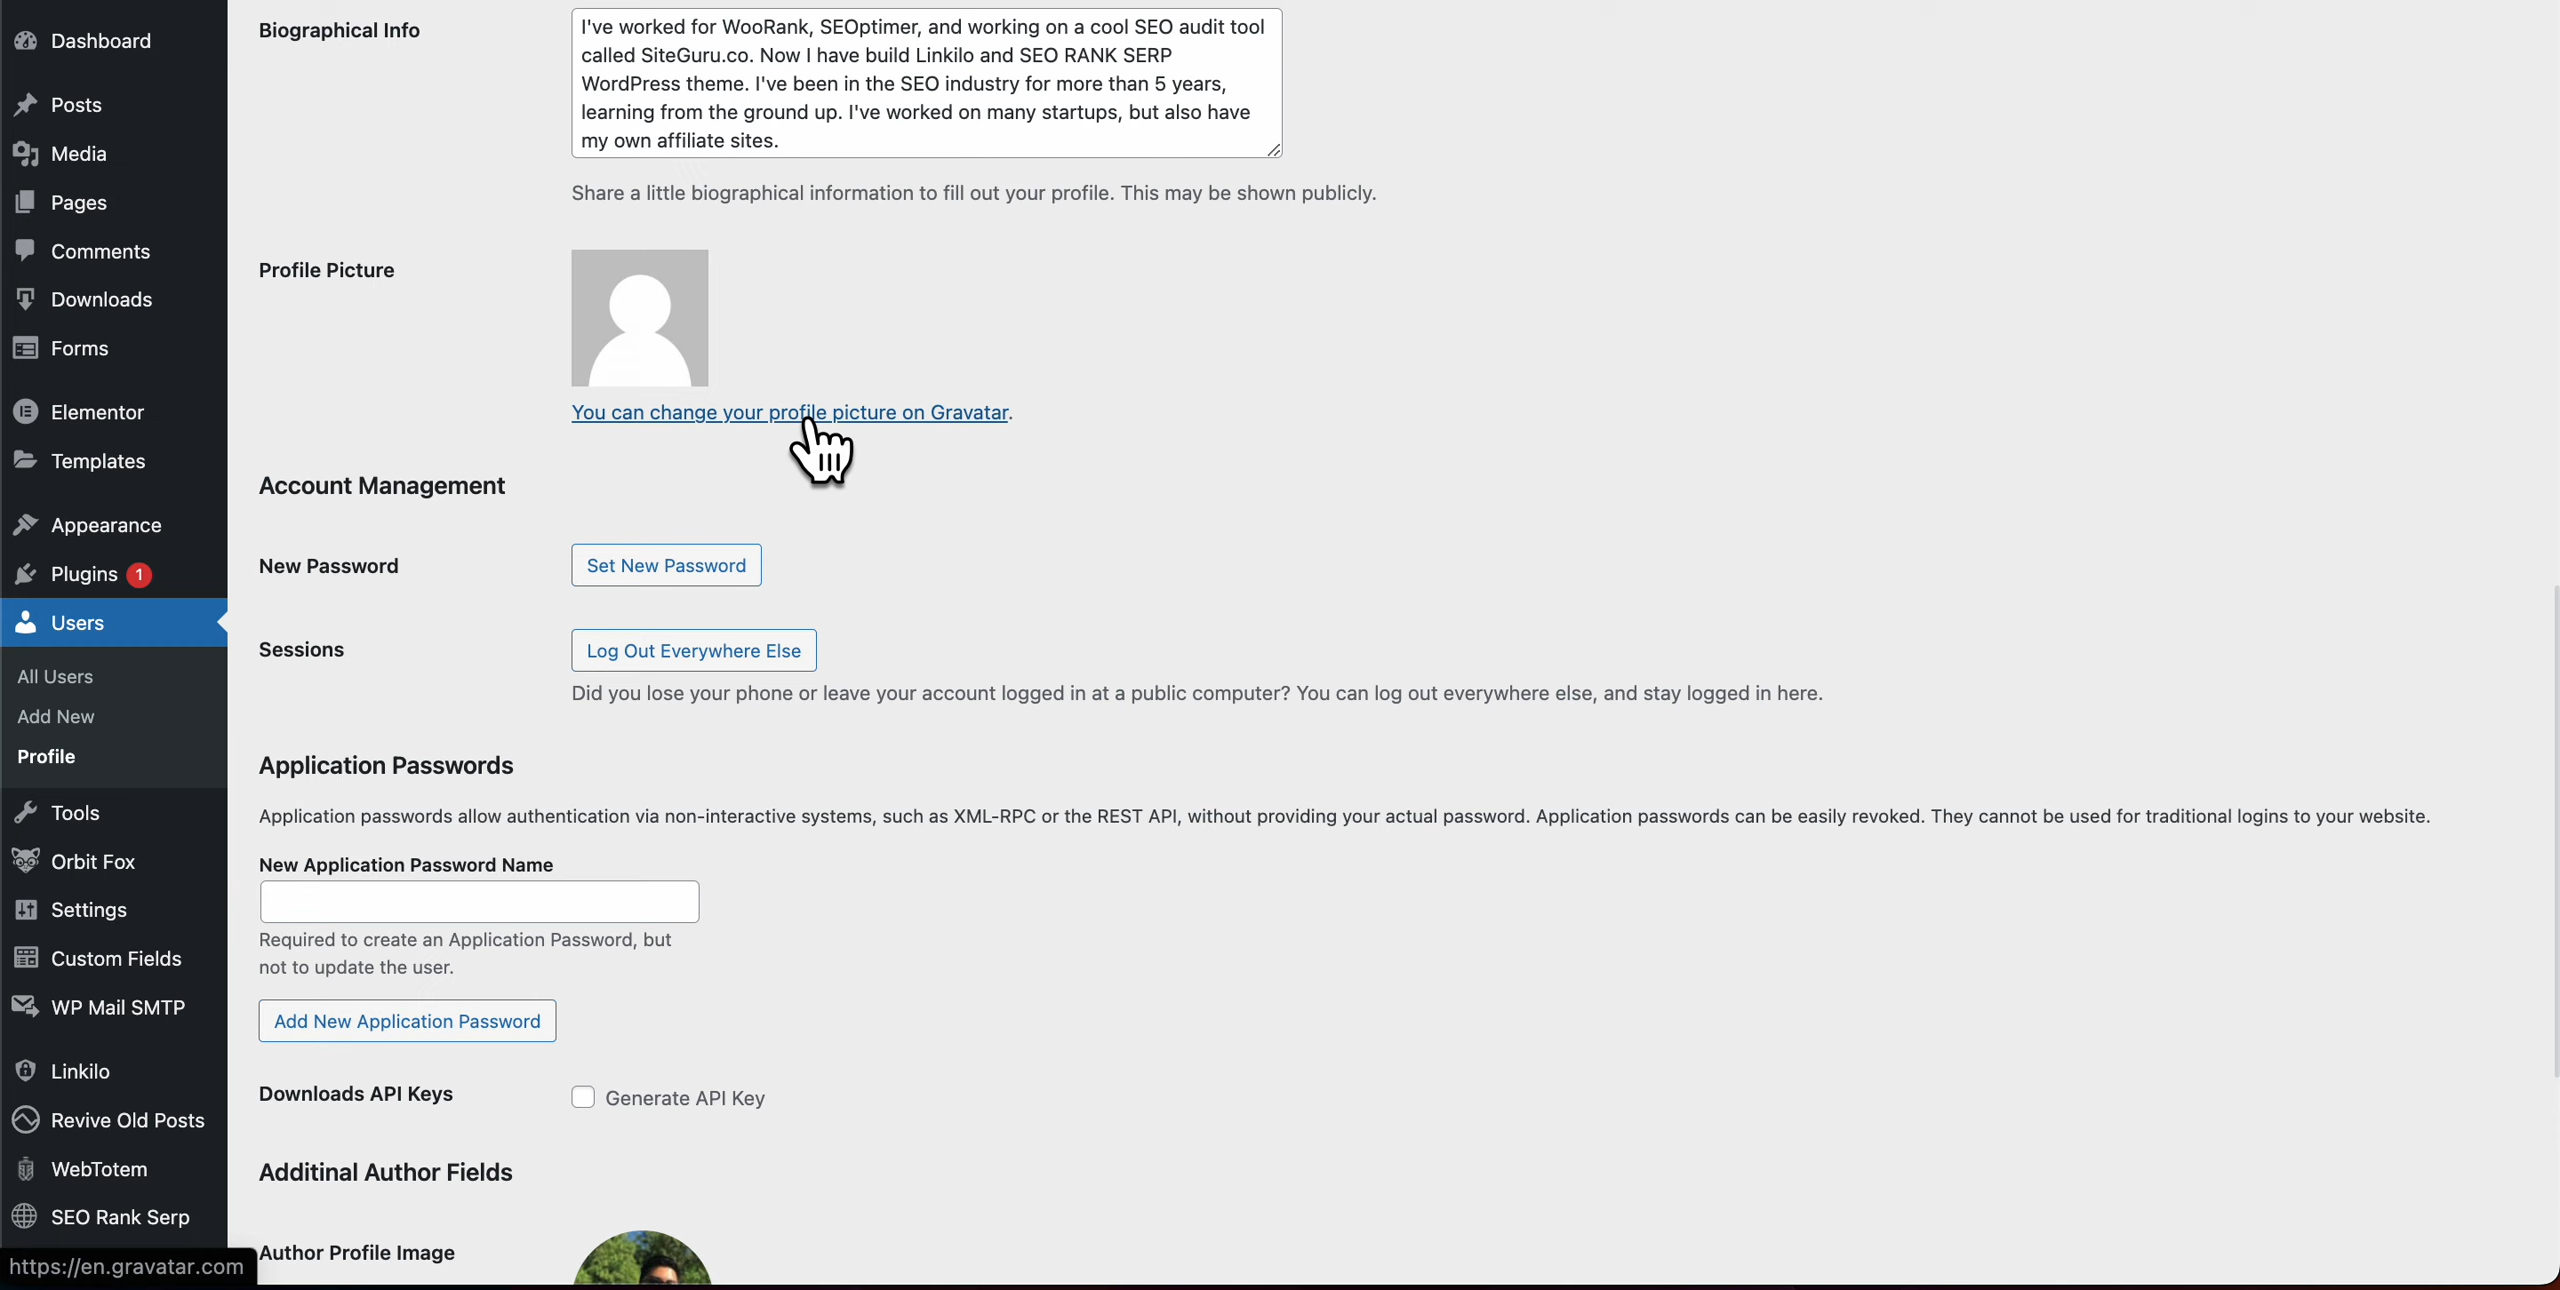 Dashboard
Posts
Media
Pages
Comments
Downloads
Forms
Elementor
Templates
Appearance
Plugins 1
Users
All Users
Add New
Profile
Tools
Orbit Fox
Settings
Custom Fields
WP Mail SMTP
Linkilo
Revive Old Posts
WebTotem
SEO Rank Serp
https://en.gravatar.com
Biographical Info
I've worked for WooRank, SEOptimer, and working on a cool SEO audit tool
called SiteGuru.co. Now I have build Linkilo and SEO RANK SERP
WordPress theme. I've been in the SEO industry for more than 5 years,
learning from the ground up. I've worked on many startups, but also have
my own affiliate sites.
Share a little biographical information to fill out your profile. This may be shown publicly.
Profile Picture
You can change your profile picture on Gravatar.
Account Management
New Password
Set New Password
Sessions
Log Out Everywhere Else
Did you lose your phone or leave your account logged in at a public computer? You can log out everywhere else, and stay logged in here.
Application Passwords
Application passwords allow authentication via non-interactive systems, such as XML-RPC or the REST API, without providing your actual password. Application passwords can be easily revoked. They cannot be used for traditional logins to your website.
New Application Password Name
Required to create an Application Password, but
not to update the user.
Add New Application Password
Downloads API Keys
Generate API Key
Additinal Author Fields
Author Profile Image